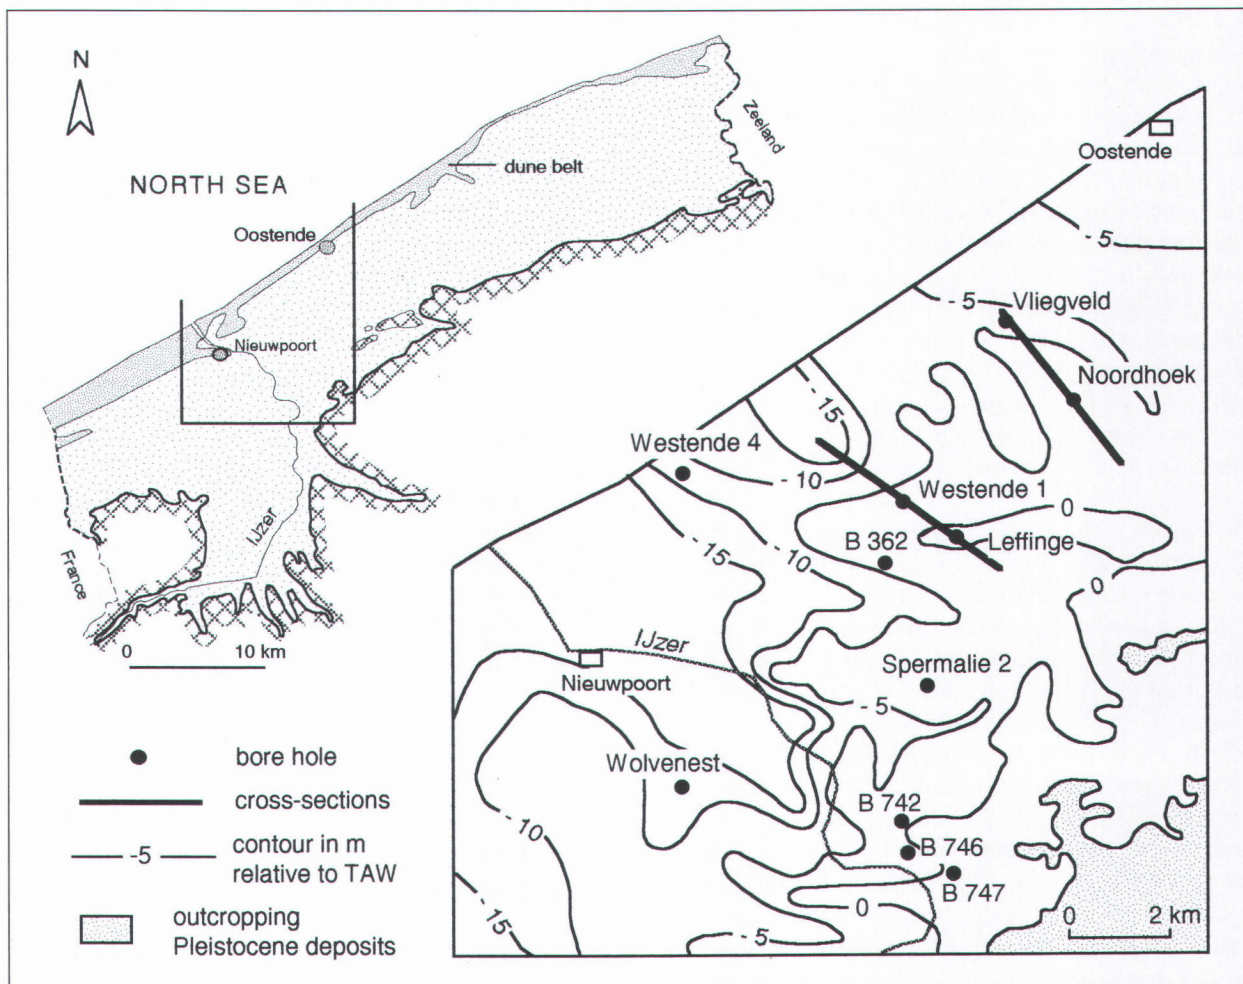 N
NORTH SEA
dune belt
Zeeland
Oostende
Nieuwpoort
IJzer
France
0 10 km
bore hole
cross-sections
-5 contour in m
relative to TAW
outcropping
Pleistocene deposits
Oostende
-5
-5
Vliegveld
Noordhoek
-15
Westende 4
-10
Westende 1
0
Leffinge
B 362
-15
-10
0
IJzer
Nieuwpoort
Spermalie 2
-5
Wolvenest
B 742
-10
B 746
B 747
0
-15
-5
0 2 km